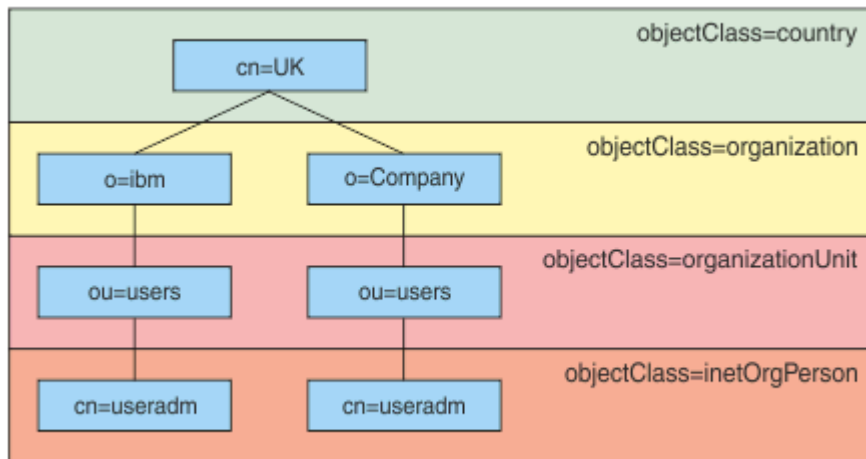 objectClass=country
cn=UK
objectClass=organization
o=ibm
o=Company
objectClass=organizationUnit
ou=users
ou=users
objectClass=inetOrgPerson
cn=useradm
cn=useradm